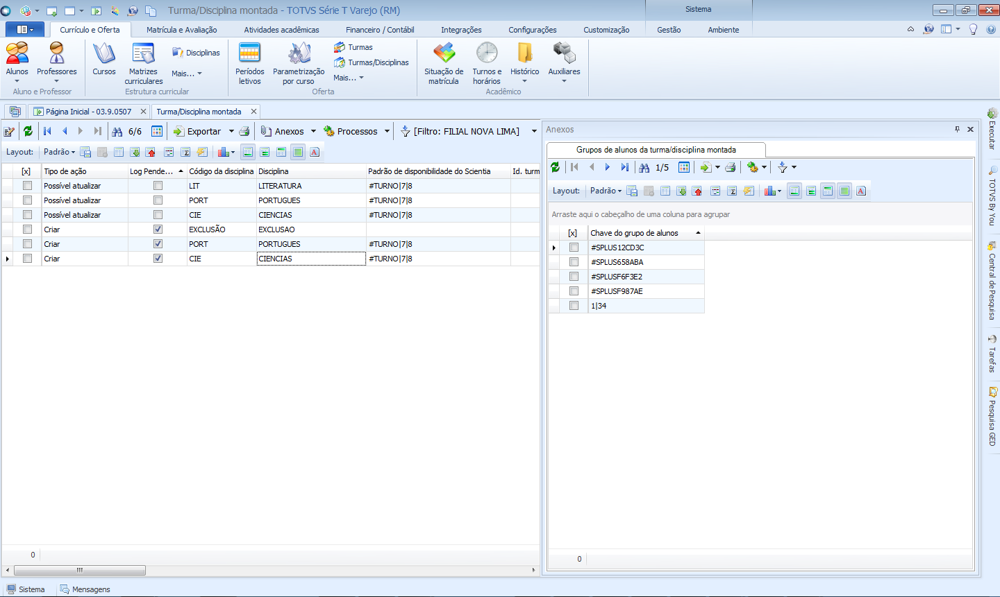 Turma/Disciplina montada - TOTVS Série T Varejo (RM)
Sistema
Currículo e Oferta
Matrícula e Avaliação
Atividades acadêmicas
Financeiro / Contábil
Integrações
Configurações
Customização
Gestão
Ambiente
Alunos
Professores
Aluno e Professor
Cursos
Matrizes
curriculares
Disciplinas
Mais...
Estrutura curricular
Períodos
letivos
Parametrização
por curso
Turmas
Turmas/Disciplinas
Mais...
Oferta
Situação de
matrícula
Turnos e
horários
Histórico
Auxiliares
Acadêmico
Página Inicial - 03.9.0507
Turma/Disciplina montada
6/6
Exportar
Anexos
Processos
[Filtro: FILIAL NOVA LIMA]
Layout: Padrão
[x] Tipo de ação Log Pende... Código da disciplina Disciplina Padrão de disponibilidade do Scientia Id. turm
Possível atualizar LIT LITERATURA #TURNO|7|8
Possível atualizar PORT PORTUGUES #TURNO|7|8
Possível atualizar CIE CIENCIAS #TURNO|7|8
Criar EXCLUSÃO EXCLUSAO
Criar PORT PORTUGUES #TURNO|7|8
Criar CIE CIENCIAS #TURNO|7|8
0
Anexos
Grupos de alunos da turma/disciplina montada
1/5
Layout: Padrão
Arraste aqui o cabeçalho de uma coluna para agrupar
[x] Chave do grupo de alunos
#SPLUS12CD3C
#SPLUS658ABA
#SPLUSF6F3E2
#SPLUSF987AE
1|34
0
Executar
TOTVS By You
Central de Pesquisa
Tarefas
Pesquisa GED
Sistema
Mensagens